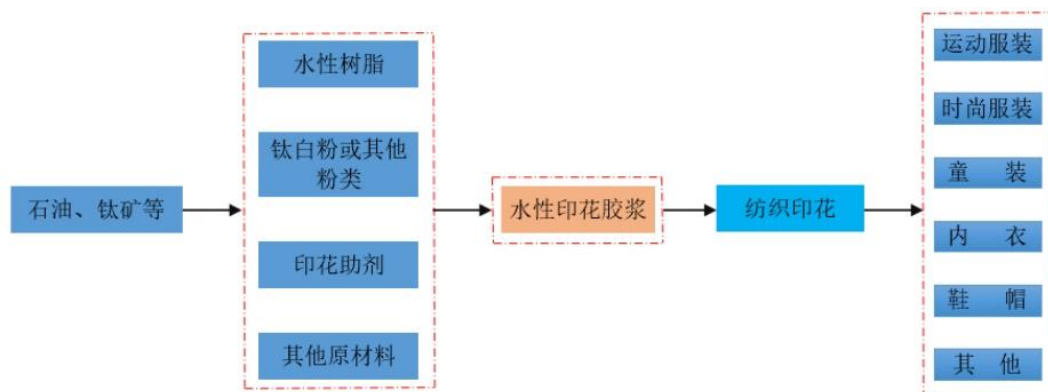 石油、钛矿等
水性树脂
钛白粉或其他
粉类
印花助剂
其他原材料
水性印花胶浆
纺织印花
运动服装
时尚服装
童 装
内 衣
鞋 帽
其 他